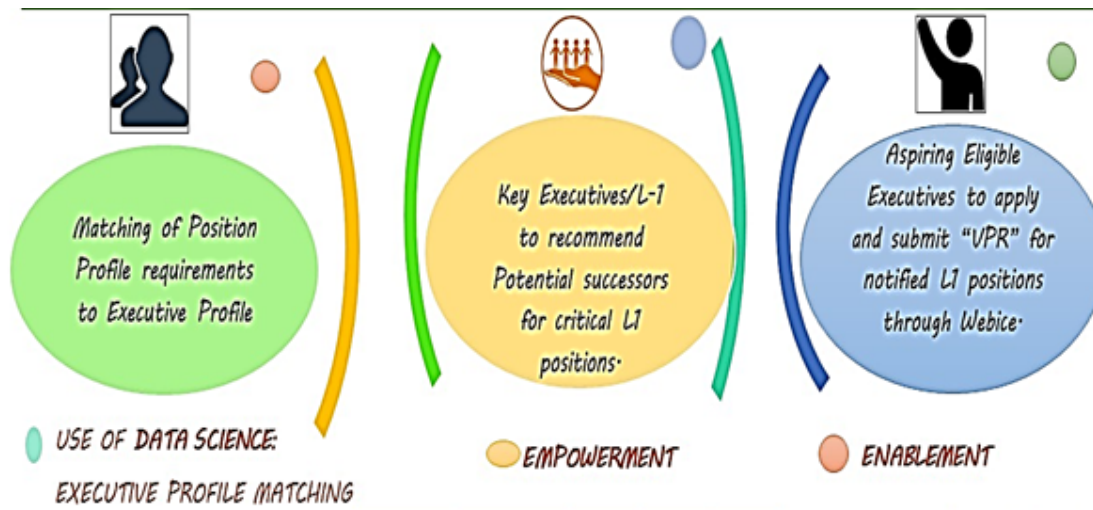 Matching of Position
Profile requirements
to Executive Profile
Key Executives/L-1
to recommend
Potential successors
for critical L1
positions.
Aspiring Eligible
Executives to apply
and submit “VPR” for
notified L1 positions
through Webice.
USE OF DATA SCIENCE:
EXECUTIVE PROFILE MATCHING
EMPOWERMENT
ENABLEMENT